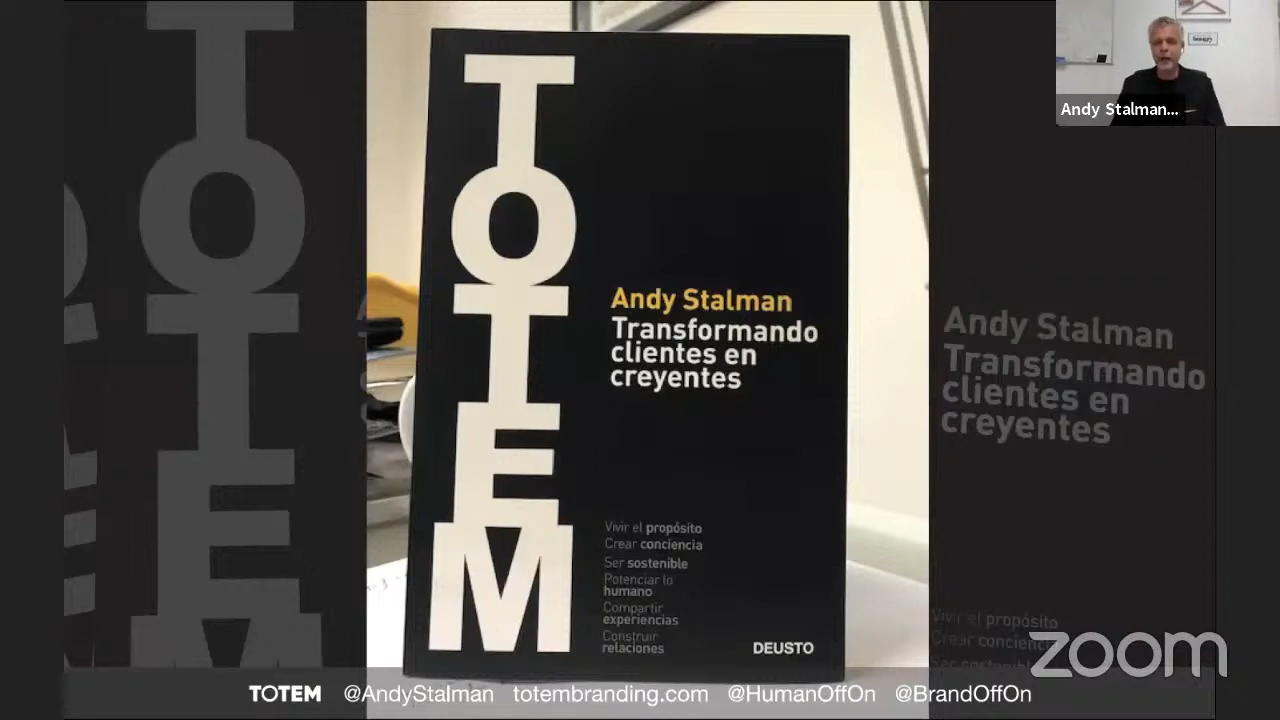 TOTEM
Andy Stalman
Transformando
clientes en
creyentes
Vivir el propósito
Crear conciencia
Ser sostenible
Potenciar lo
humano
Compartir
experiencias
Construir
relaciones
DEUSTO
Andy Stalman...
Andy Stalman
Transformando
clientes en
creyentes
Vivir el propósito
Crear conciencia
zoom
TOTEM @AndyStalman totembranding.com @HumanOffOn @BrandOffOn